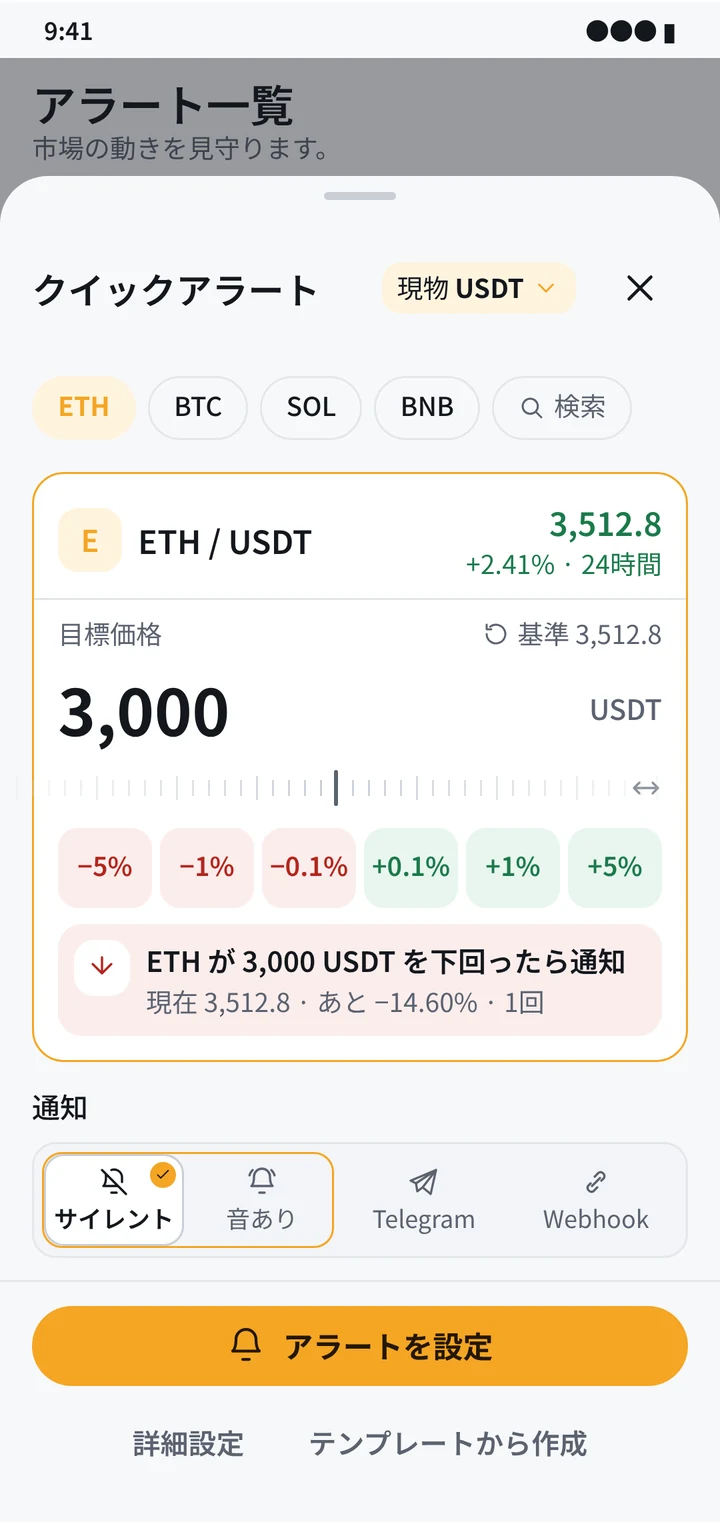 9:41
アラート一覧
市場の動きを見守ります。
クイックアラート
現物 USDT
ETH BTC SOL BNB 検索
E ETH / USDT
3,512.8
+2.41% · 24時間
目標価格
基準 3,512.8
3,000 USDT
−5% −1% −0.1% +0.1% +1% +5%
ETH が 3,000 USDT を下回ったら通知
現在 3,512.8 · あと −14.60% · 1回
通知
サイレント 音あり Telegram Webhook
アラートを設定
詳細設定 テンプレートから作成